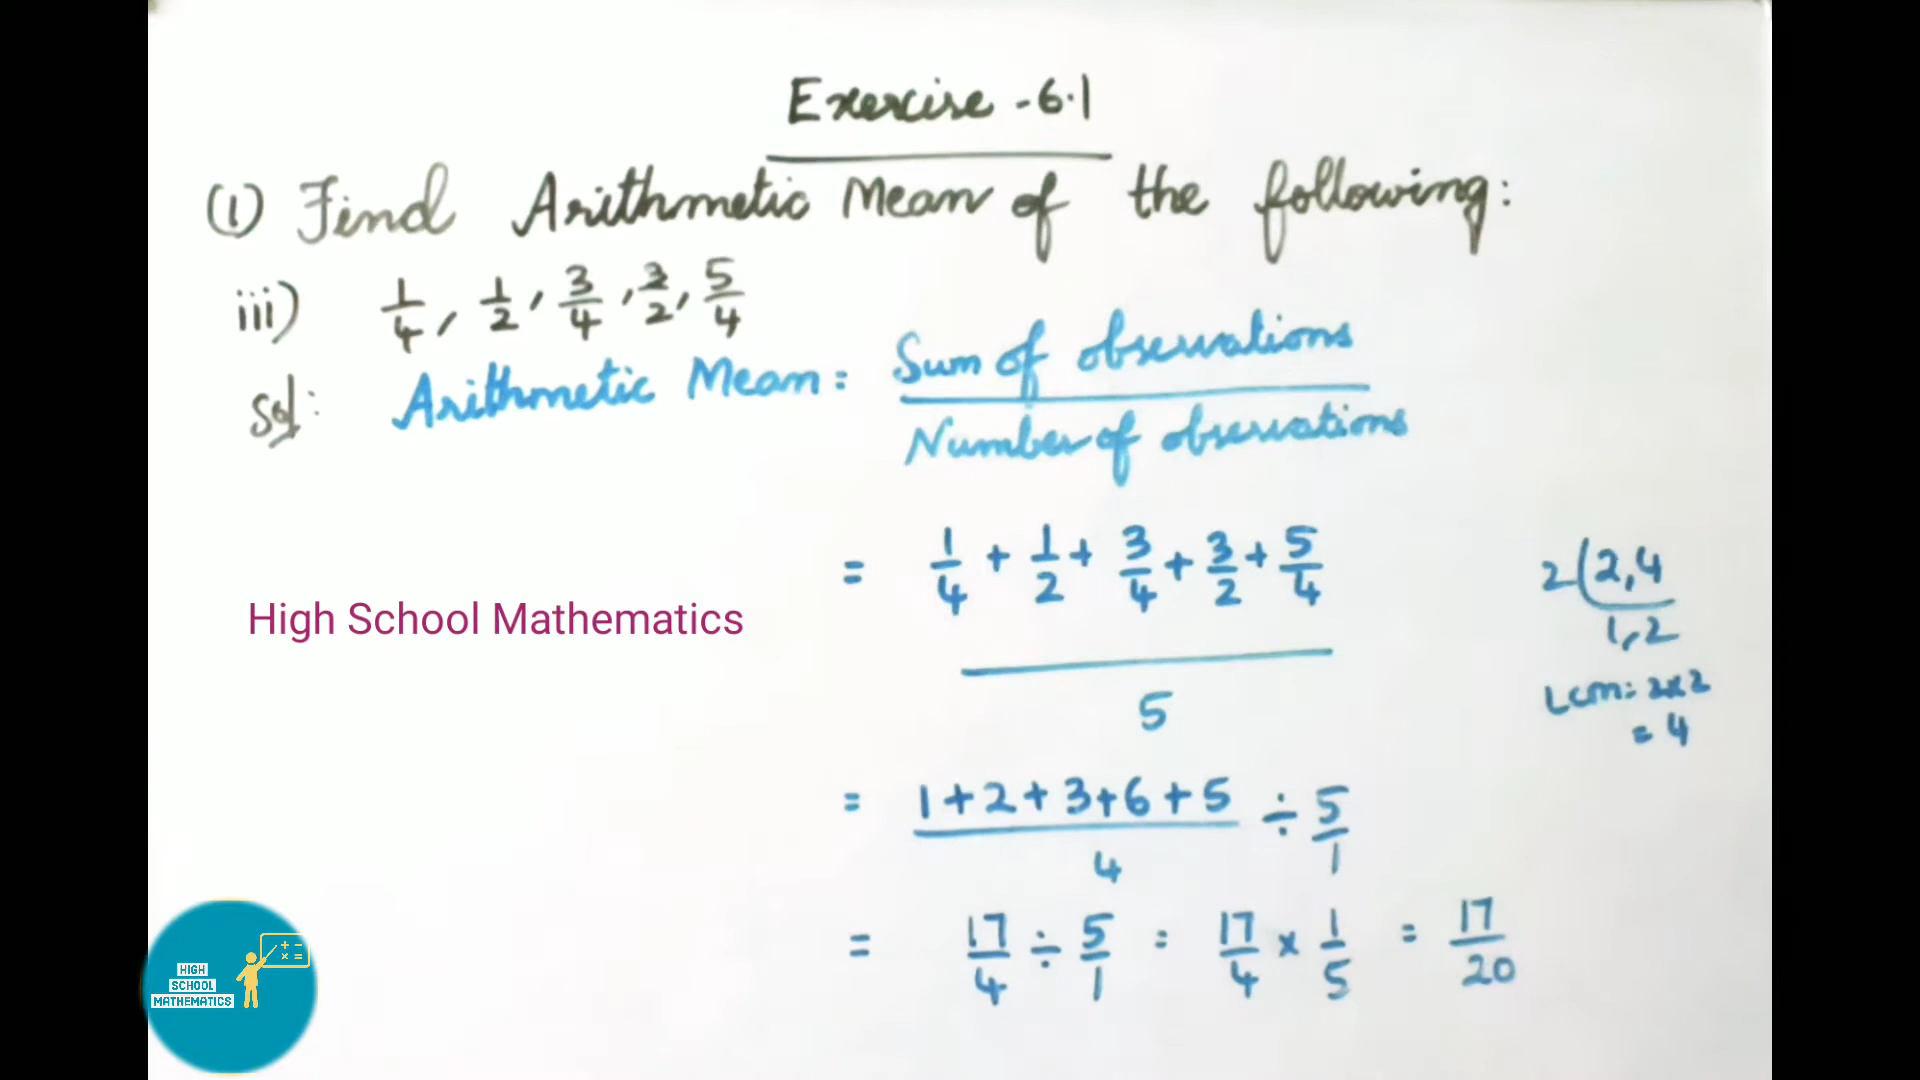 Exercise - 6.1
(1) Find Arithmetic Mean of the following:
iii) 1/4, 1/2, 3/4, 3/2, 5/4
Sol: Arithmetic Mean = Sum of observations / Number of observations
= 1/4 + 1/2 + 3/4 + 3/2 + 5/4
5
2 2,4
1,2
Lcm: 2x2
= 4
High School Mathematics
= 1+2+3+6+5 / 4 ÷ 5/1
= 17/4 ÷ 5/1 = 17/4 x 1/5 = 17/20
HIGH
SCHOOL
MATHEMATICS
+ −
× =